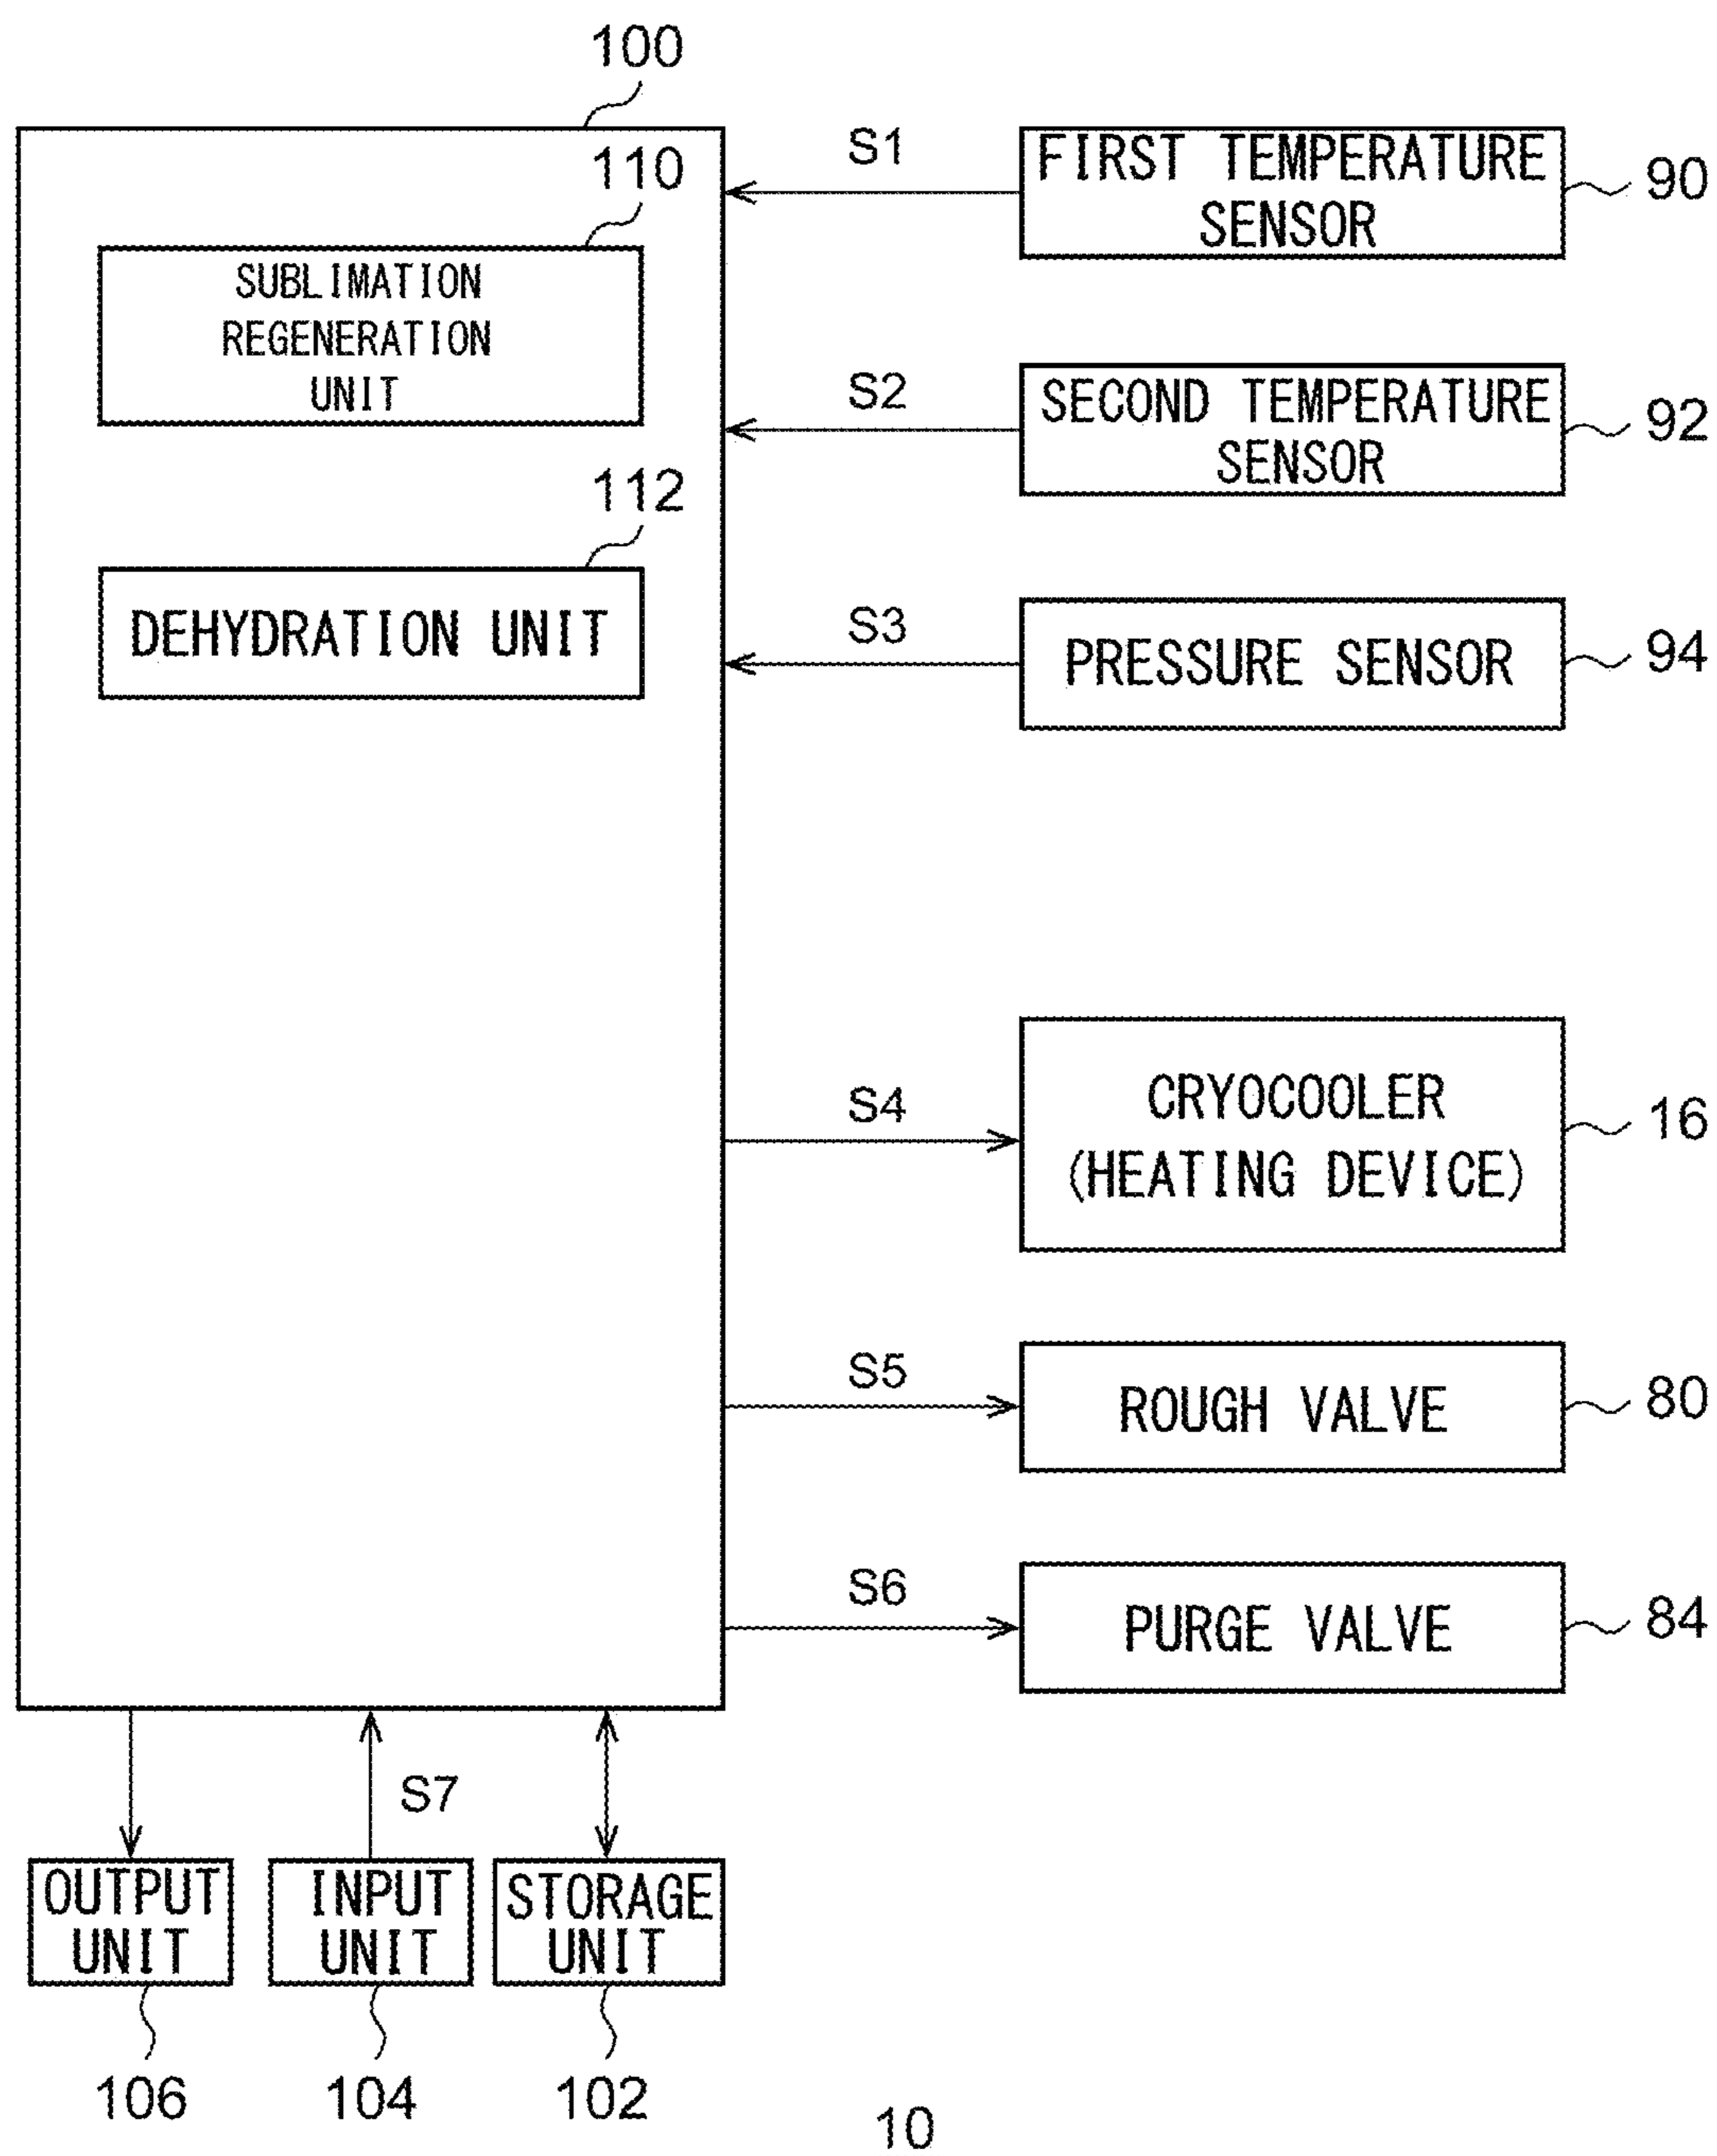 100
110
SUBLIMATION
REGENERATION
UNIT
112
DEHYDRATION UNIT
S1
FIRST TEMPERATURE
SENSOR
90
S2
SECOND TEMPERATURE
SENSOR
92
S3
PRESSURE SENSOR
94
S4
CRYOCOOLER
(HEATING DEVICE)
16
S5
ROUGH VALVE
80
S6
PURGE VALVE
84
S7
OUTPUT
UNIT
INPUT
UNIT
STORAGE
UNIT
106
104
102
10